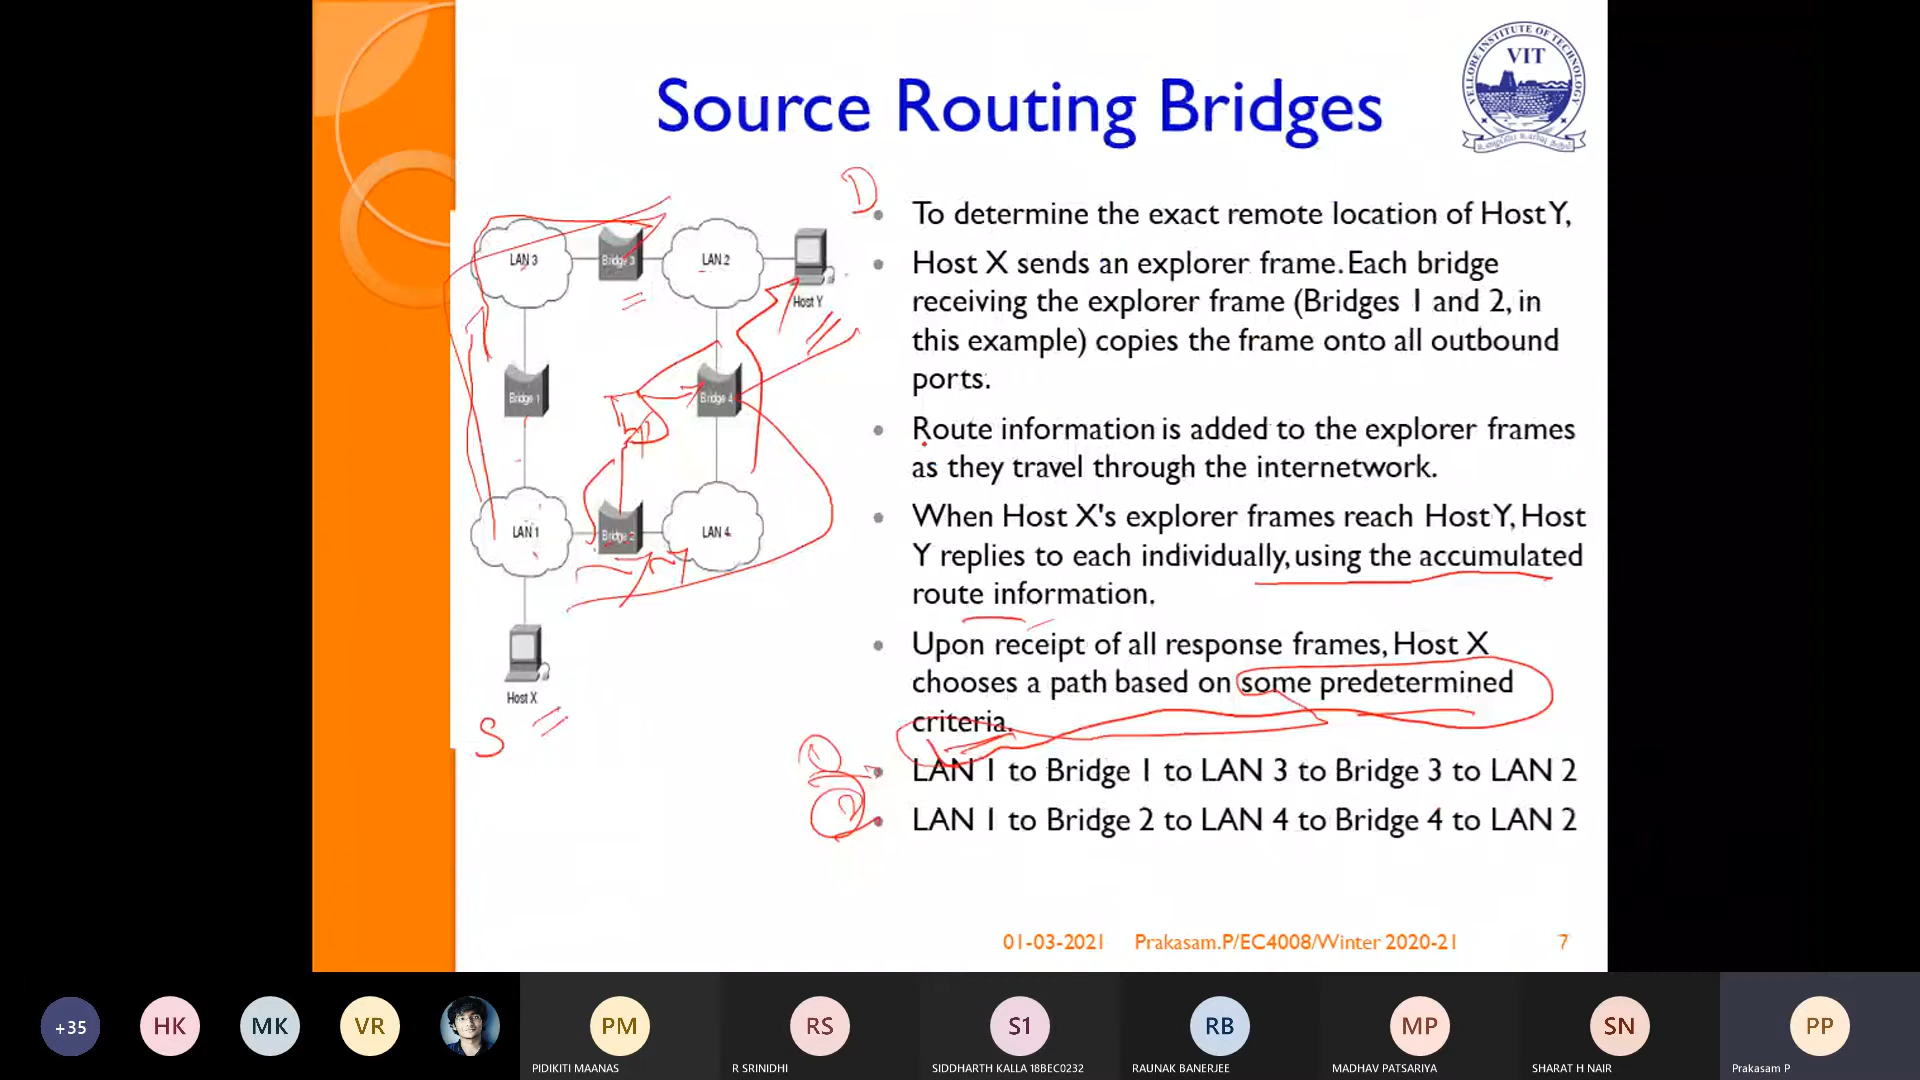 Source Routing Bridges
VELLORE INSTITUTE OF TECHNOLOGY
VIT
D
LAN 3
Bridge 3
LAN 2
Host Y
Bridge 1
Bridge 4
LAN 1
Bridge 2
LAN 4
Host X
S
• To determine the exact remote location of Host Y,
• Host X sends an explorer frame. Each bridge
receiving the explorer frame (Bridges 1 and 2, in
this example) copies the frame onto all outbound
ports.
• Route information is added to the explorer frames
as they travel through the internetwork.
• When Host X's explorer frames reach Host Y, Host
Y replies to each individually, using the accumulated
route information.
• Upon receipt of all response frames, Host X
chooses a path based on some predetermined
criteria.
1
• LAN 1 to Bridge 1 to LAN 3 to Bridge 3 to LAN 2
2
• LAN 1 to Bridge 2 to LAN 4 to Bridge 4 to LAN 2
01-03-2021 Prakasam.P/EC4008/Winter 2020-21 7
+35 HK MK VR PM RS S1 RB MP SN PP
PIDIKITI MAANAS R SRINIDHI SIDDHARTH KALLA 18BEC0232 RAUNAK BANERJEE MADHAV PATSARIYA SHARAT H NAIR Prakasam P